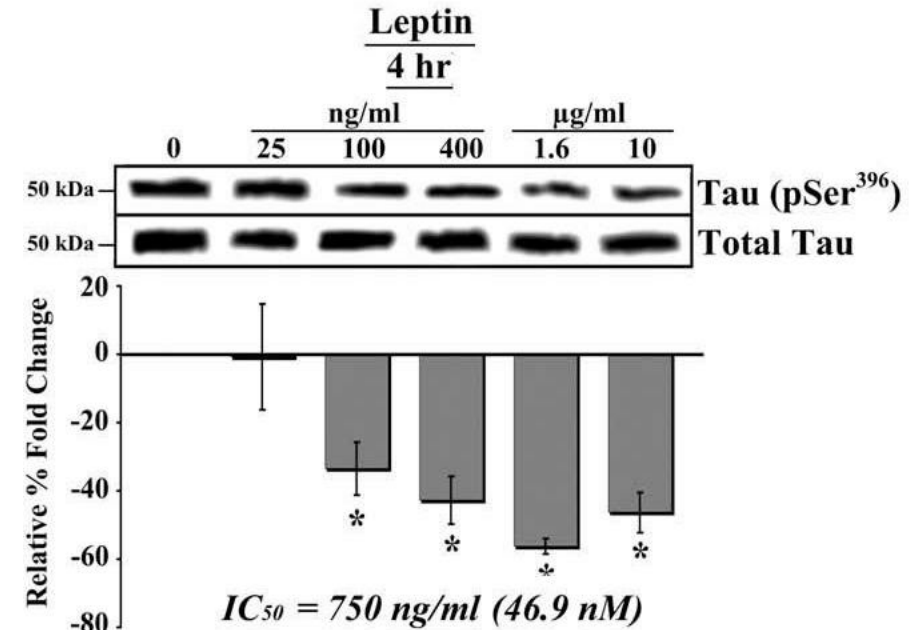 Leptin
4 hr
ng/ml µg/ml
0 25 100 400 1.6 10
50 kDa Tau (pSer³⁹⁶)
50 kDa Total Tau
Relative % Fold Change
20
0
-20
-40
-60
-80
* * * *
IC₅₀ = 750 ng/ml (46.9 nM)